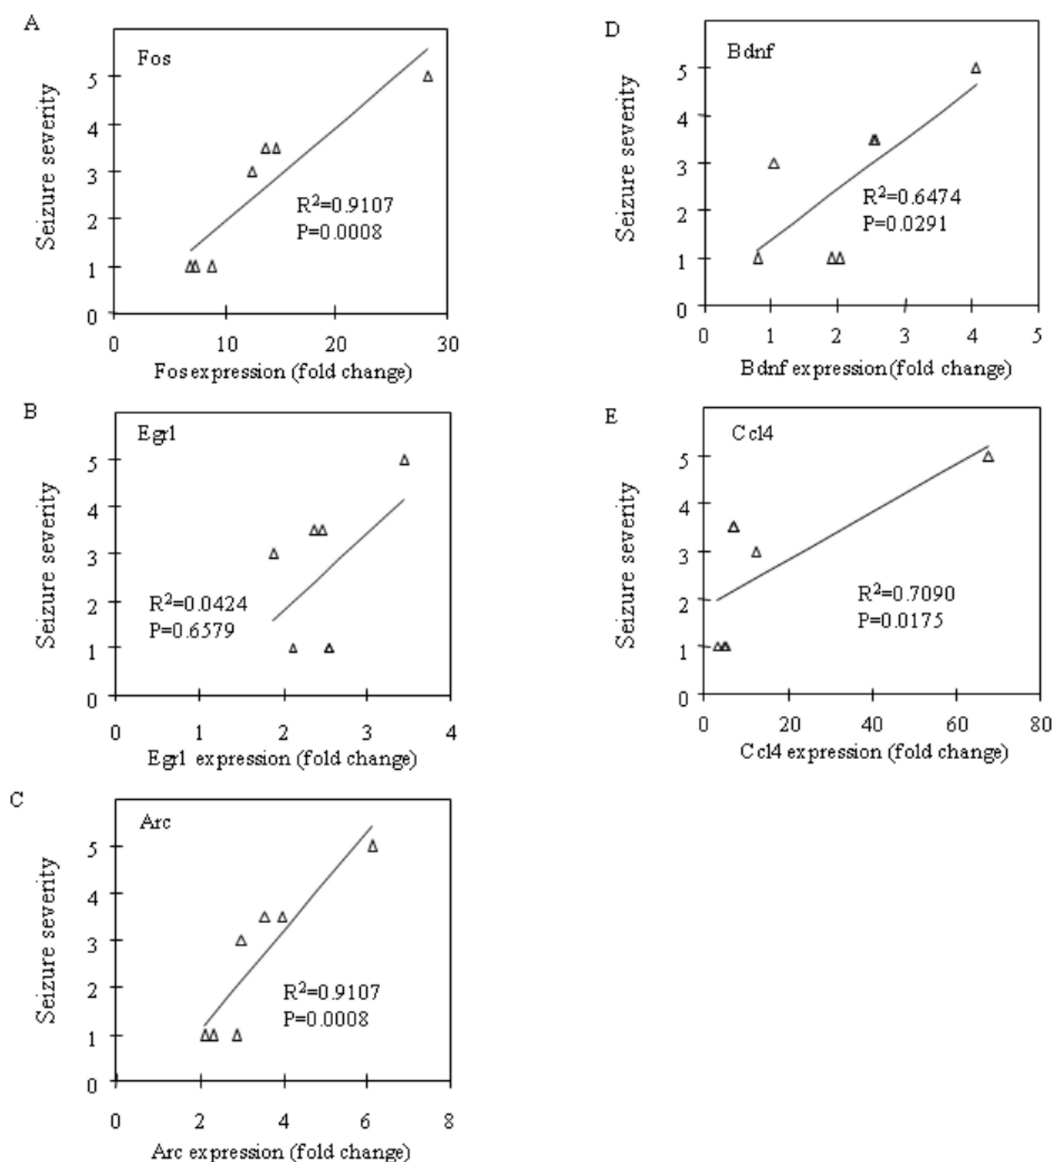 A
Fos
Seizure severity
5
4
3
2
1
0
R²=0.9107
P=0.0008
0 10 20 30
Fos expression (fold change)
B
Egr1
Seizure severity
5
4
3
2
1
0
R²=0.0424
P=0.6579
0 1 2 3 4
Egr1 expression (fold change)
C
Arc
Seizure severity
5
4
3
2
1
0
R²=0.9107
P=0.0008
0 2 4 6 8
Arc expression (fold change)
D
Bdnf
Seizure severity
5
4
3
2
1
0
R²=0.6474
P=0.0291
0 1 2 3 4 5
Bdnf expression (fold change)
E
Ccl4
Seizure severity
5
4
3
2
1
0
R²=0.7090
P=0.0175
0 20 40 60 80
Ccl4 expression (fold change)